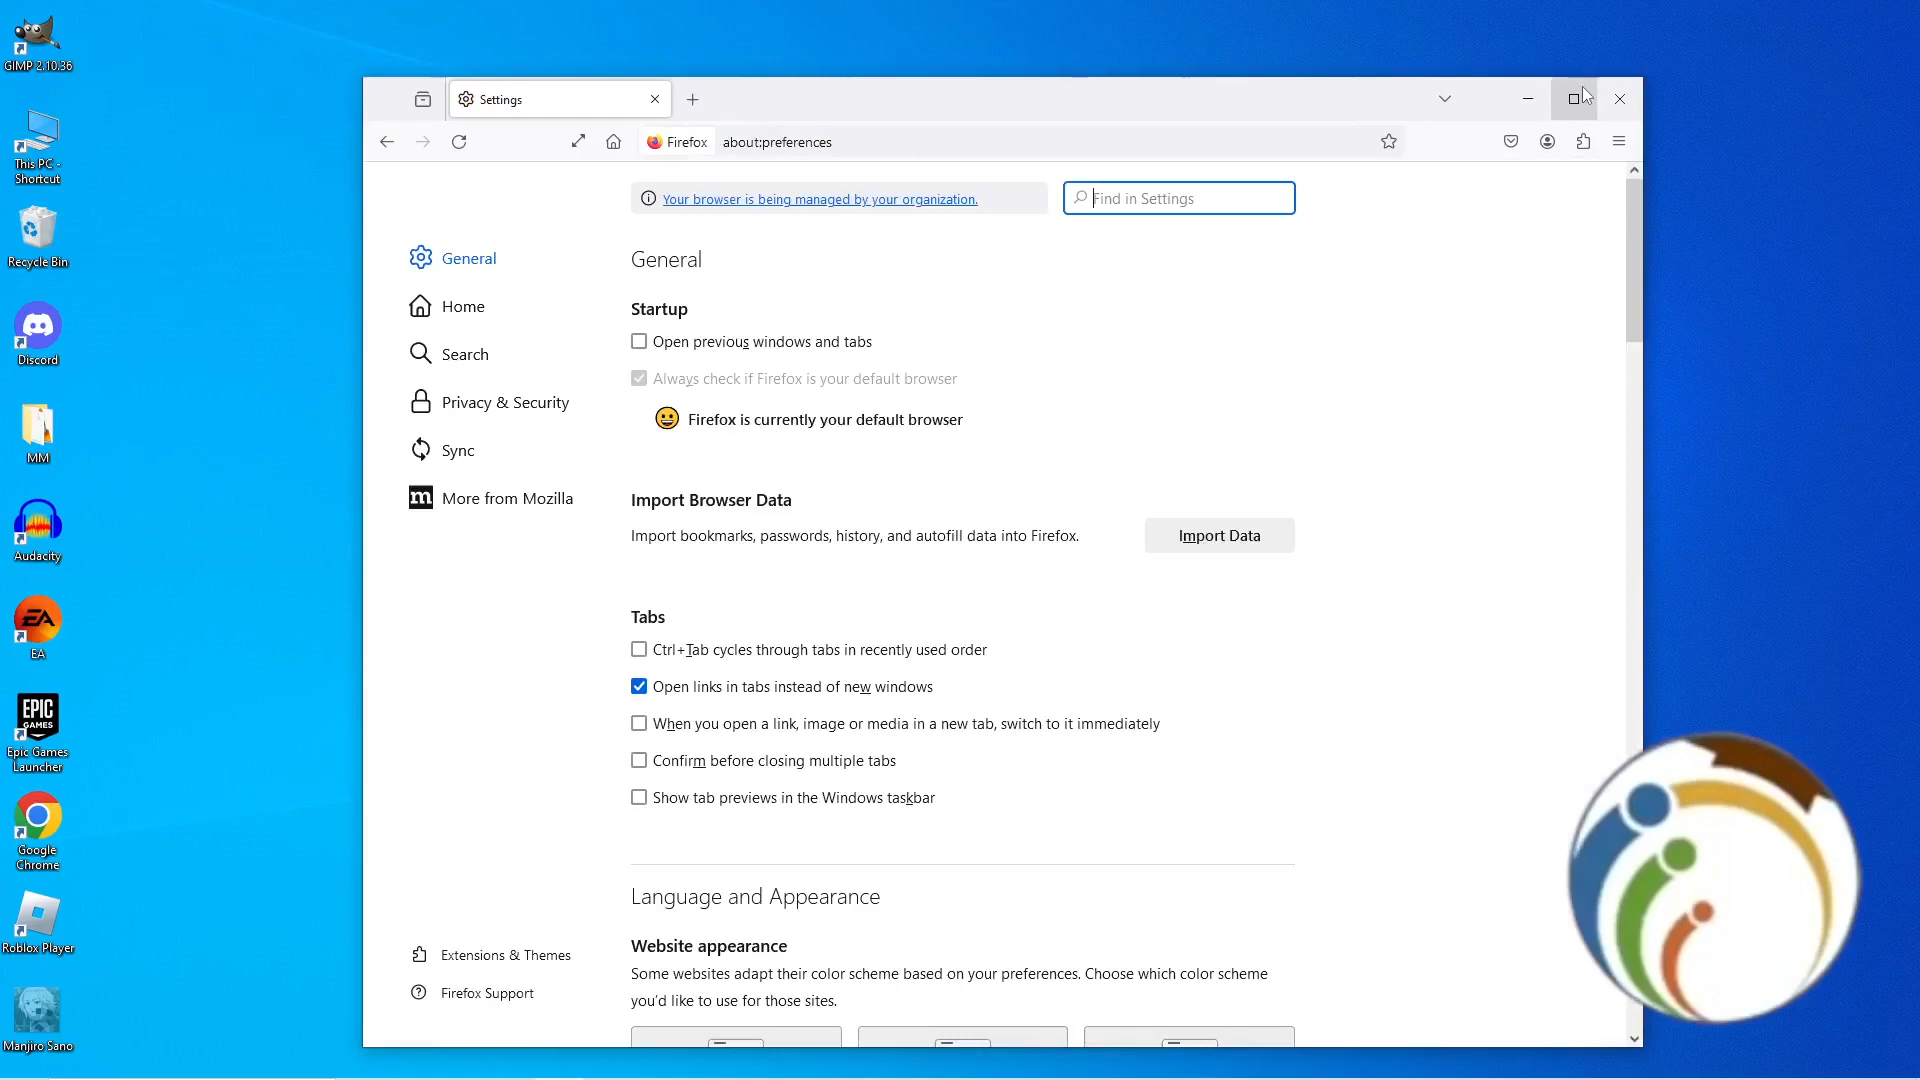 GIMP 2.10.36
This PC -
Shortcut
Recycle Bin
Discord
MM
Audacity
EA
EA
EPIC
GAMES
Epic Games
Launcher
Google
Chrome
Roblox Player
Manjiro Sano
Settings
Firefox
about:preferences
Your browser is being managed by your organization.
Find in Settings
General
Home
Search
Privacy & Security
Sync
m More from Mozilla
Extensions & Themes
Firefox Support
General
Startup
Open previous windows and tabs
Always check if Firefox is your default browser
Firefox is currently your default browser
Import Browser Data
Import bookmarks, passwords, history, and autofill data into Firefox.
Import Data
Tabs
Ctrl+Tab cycles through tabs in recently used order
Open links in tabs instead of new windows
When you open a link, image or media in a new tab, switch to it immediately
Confirm before closing multiple tabs
Show tab previews in the Windows taskbar
Language and Appearance
Website appearance
Some websites adapt their color scheme based on your preferences. Choose which color scheme
you'd like to use for those sites.